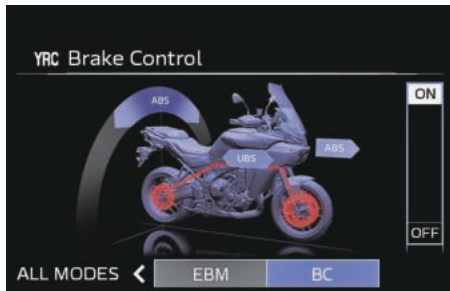 YRC Brake Control
ON
ABS
ABS
UBS
OFF
ALL MODES < EBM BC